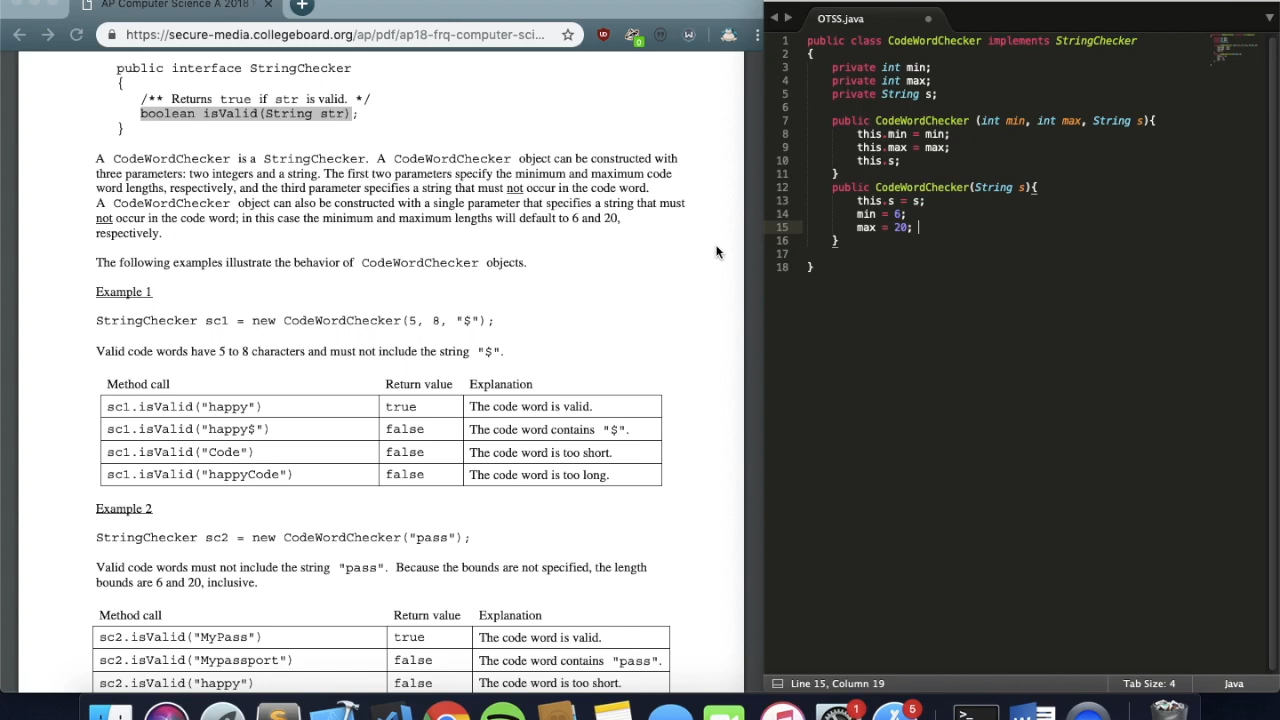 AP Computer Science A 2018
https://secure-media.collegeboard.org/ap/pdf/ap18-frq-computer-sci...
public interface StringChecker
{
/** Returns true if str is valid. */
boolean isValid(String str);
}
A CodeWordChecker is a StringChecker. A CodeWordChecker object can be constructed with
three parameters: two integers and a string. The first two parameters specify the minimum and maximum code
word lengths, respectively, and the third parameter specifies a string that must not occur in the code word.
A CodeWordChecker object can also be constructed with a single parameter that specifies a string that must
not occur in the code word; in this case the minimum and maximum lengths will default to 6 and 20,
respectively.
The following examples illustrate the behavior of CodeWordChecker objects.
Example 1
StringChecker sc1 = new CodeWordChecker(5, 8, "$");
Valid code words have 5 to 8 characters and must not include the string "$".
Method call Return value Explanation
sc1.isValid("happy") true The code word is valid.
sc1.isValid("happy$") false The code word contains "$".
sc1.isValid("Code") false The code word is too short.
sc1.isValid("happyCode") false The code word is too long.
Example 2
StringChecker sc2 = new CodeWordChecker("pass");
Valid code words must not include the string "pass". Because the bounds are not specified, the length
bounds are 6 and 20, inclusive.
Method call Return value Explanation
sc2.isValid("MyPass") true The code word is valid.
sc2.isValid("Mypassport") false The code word contains "pass".
sc2.isValid("happy") false The code word is too short.
OTSS.java
1 public class CodeWordChecker implements StringChecker
2 {
3 private int min;
4 private int max;
5 private String s;
6
7 public CodeWordChecker (int min, int max, String s){
8 this.min = min;
9 this.max = max;
10 this.s;
11 }
12 public CodeWordChecker(String s){
13 this.s = s;
14 min = 6;
15 max = 20;
16 }
17
18 }
Line 15, Column 19 Tab Size: 4 Java
0
1
5